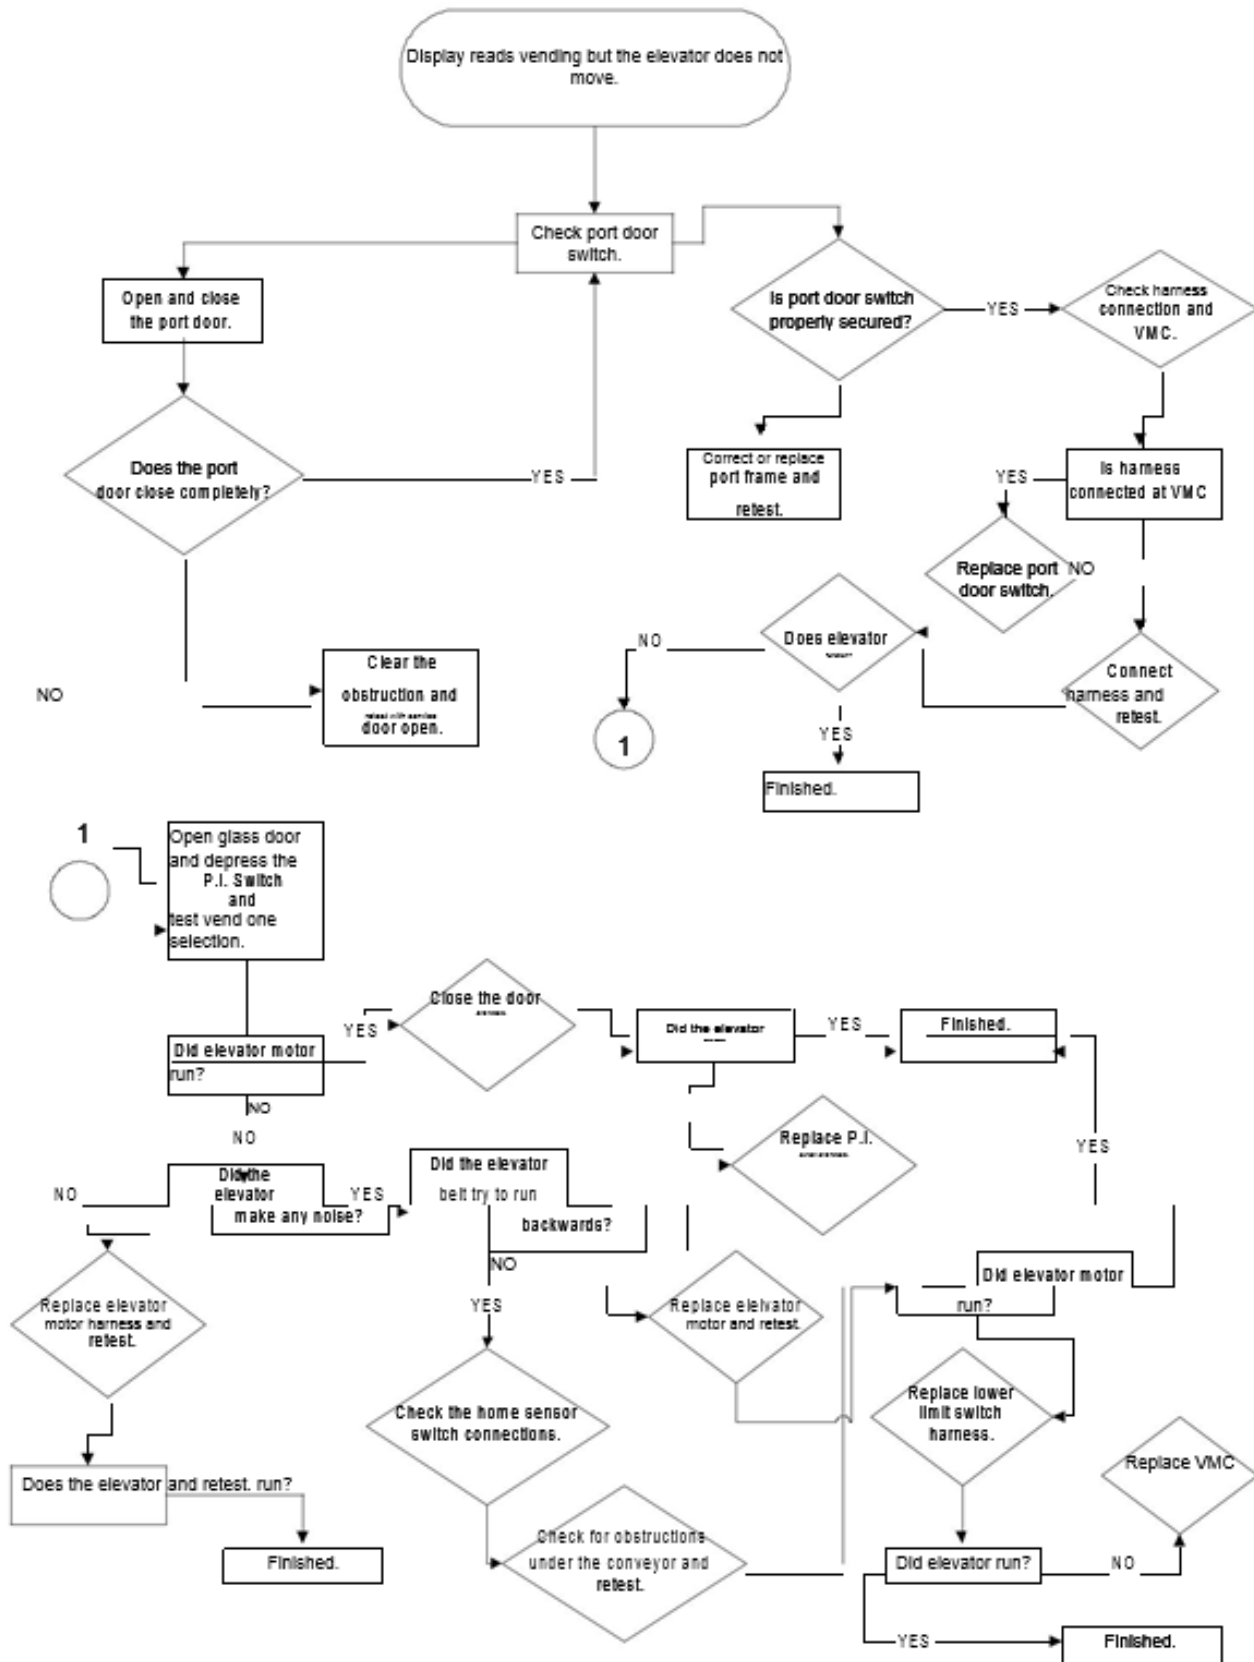 Display reads vending but the elevator does not
move.
Check port door
switch.
Open and close
the port door.
Is port door switch
properly secured?
YES
Check harness
connection and
VMC.
Does the port
door close completely?
YES
Correct or replace
port frame and
retest.
YES
Is harness
connected at VMC
Replace port
door switch.
NO
NO
Does elevator
Connect
harness and
retest.
NO
Clear the
obstruction and
retest with service
door open.
1
YES
Finished.
1
Open glass door
and depress the
P.I. Switch
and
test vend one
selection.
Close the door
YES
Did elevator motor
run?
NO
Did the elevator
YES
Finished.
NO
Replace P.I.
YES
NO
Did the
elevator
make any noise?
YES
Did the elevator
belt try to run
backwards?
NO
YES
Did elevator motor
run?
Replace elevator
motor harness and
retest.
Replace elelvator
motor and retest.
Check the home sensor
switch connections.
Replace lower
limit switch
harness.
Replace VMC
Does the elevator and retest. run?
Finished.
Check for obstructions
under the conveyor and
retest.
Did elevator run?
NO
YES
Finished.